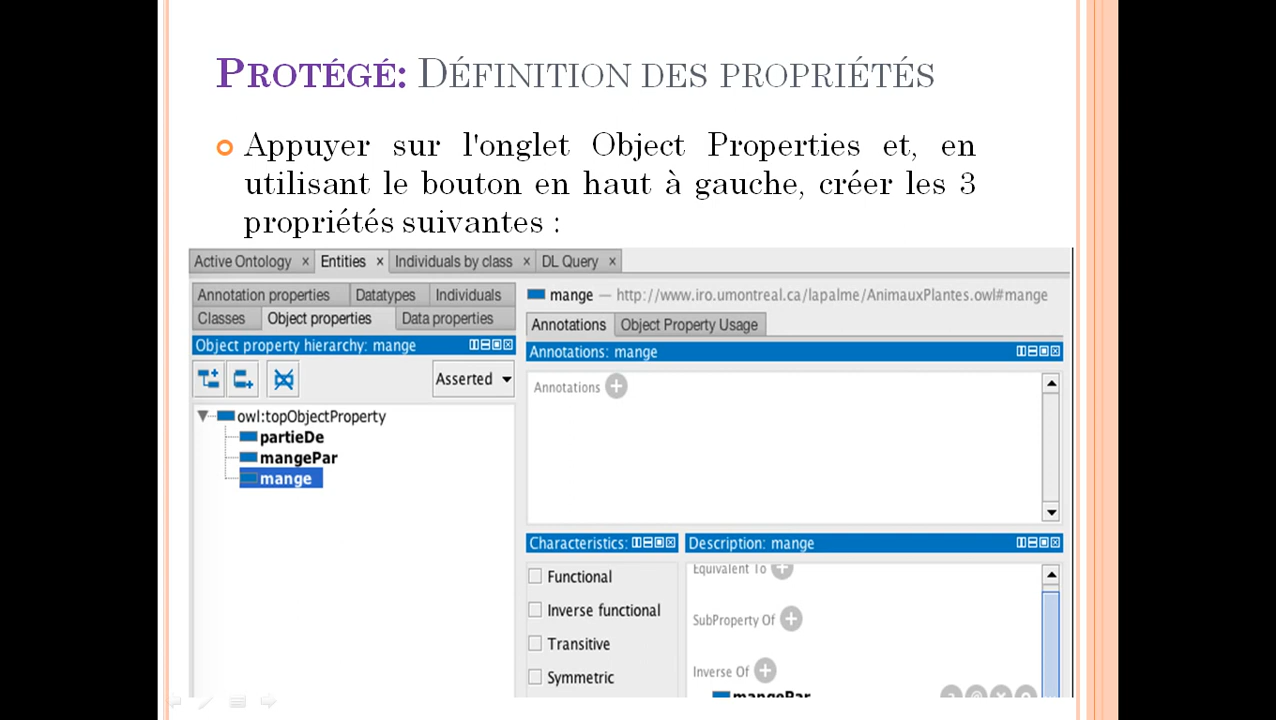 PROTÉGÉ: DÉFINITION DES PROPRIÉTÉS
Appuyer sur l'onglet Object Properties et, en
utilisant le bouton en haut à gauche, créer les 3
propriétés suivantes :
Active Ontology × Entities × Individuals by class × DL Query ×
Annotation properties Datatypes Individuals
Classes Object properties Data properties
Object property hierarchy: mange
Asserted
owl:topObjectProperty
partieDe
mangePar
mange
mange — http://www.iro.umontreal.ca/lapalme/AnimauxPlantes.owl#mange
Annotations Object Property Usage
Annotations: mange
Annotations
Characteristics:
Functional
Inverse functional
Transitive
Symmetric
Description: mange
Equivalent To
SubProperty Of
Inverse Of
mangePar